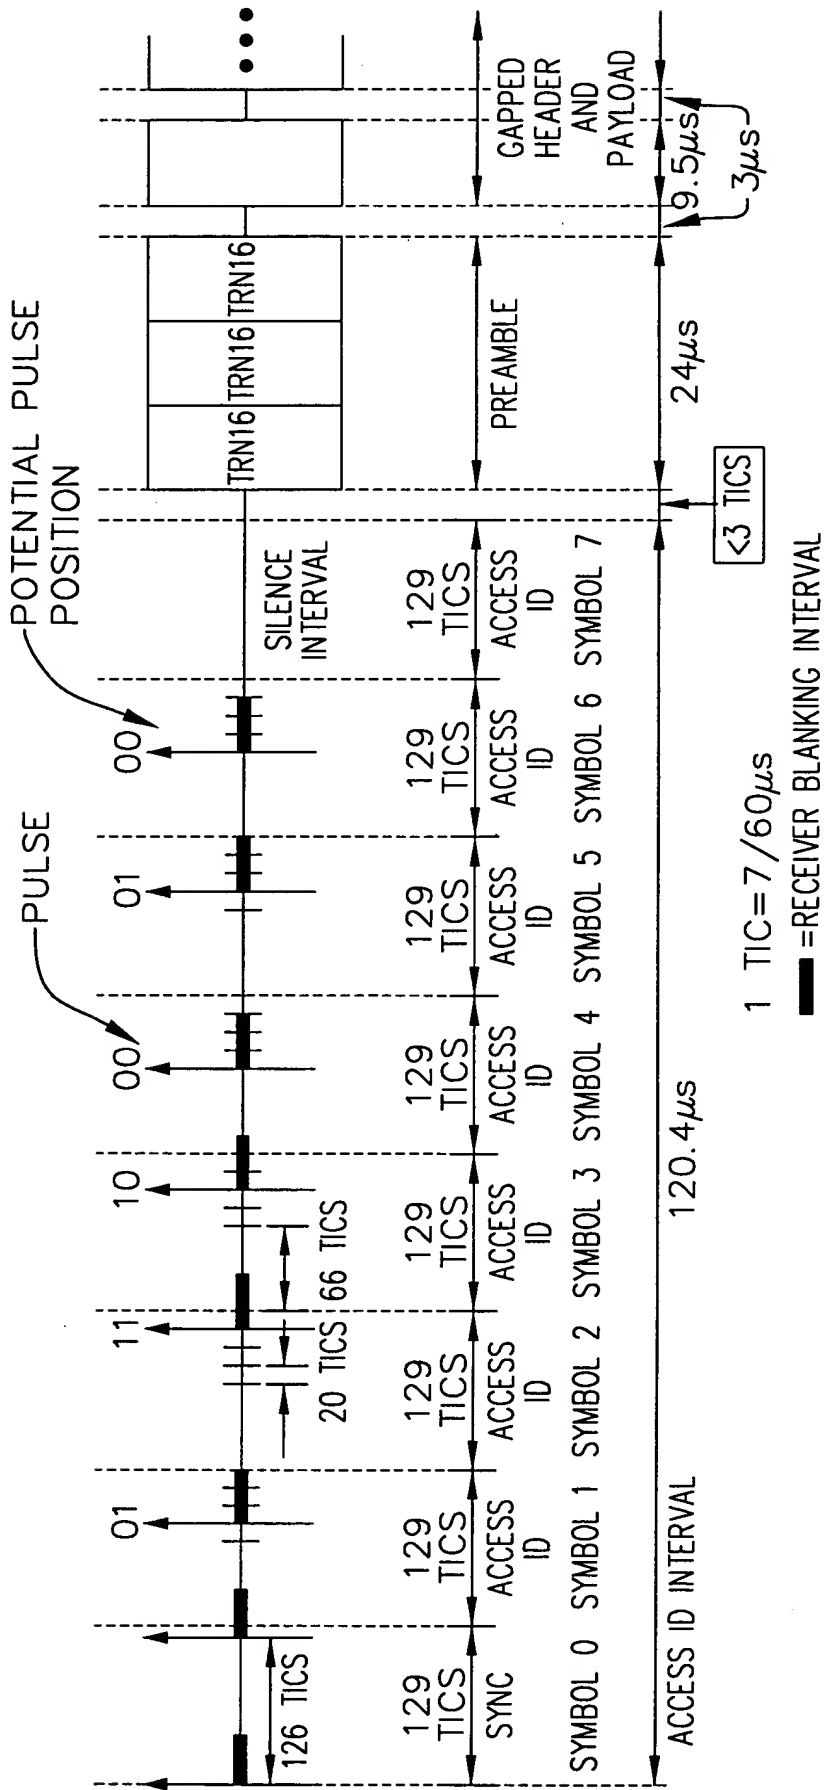 PULSE
POTENTIAL PULSE
POSITION
01
11
10
00
01
00
TRN16
TRN16
TRN16
126 TICS
20 TICS
66 TICS
SILENCE
INTERVAL
129
TICS
SYNC
129
TICS
ACCESS
ID
129
TICS
ACCESS
ID
129
TICS
ACCESS
ID
129
TICS
ACCESS
ID
129
TICS
ACCESS
ID
129
TICS
ACCESS
ID
129
TICS
ACCESS
ID
PREAMBLE
GAPPED
HEADER
AND
PAYLOAD
SYMBOL 0
SYMBOL 1
SYMBOL 2
SYMBOL 3
SYMBOL 4
SYMBOL 5
SYMBOL 6
SYMBOL 7
ACCESS ID INTERVAL
120.4μs
24μs
9.5μs
3μs
<3 TICS
1 TIC=7/60μs
=RECEIVER BLANKING INTERVAL